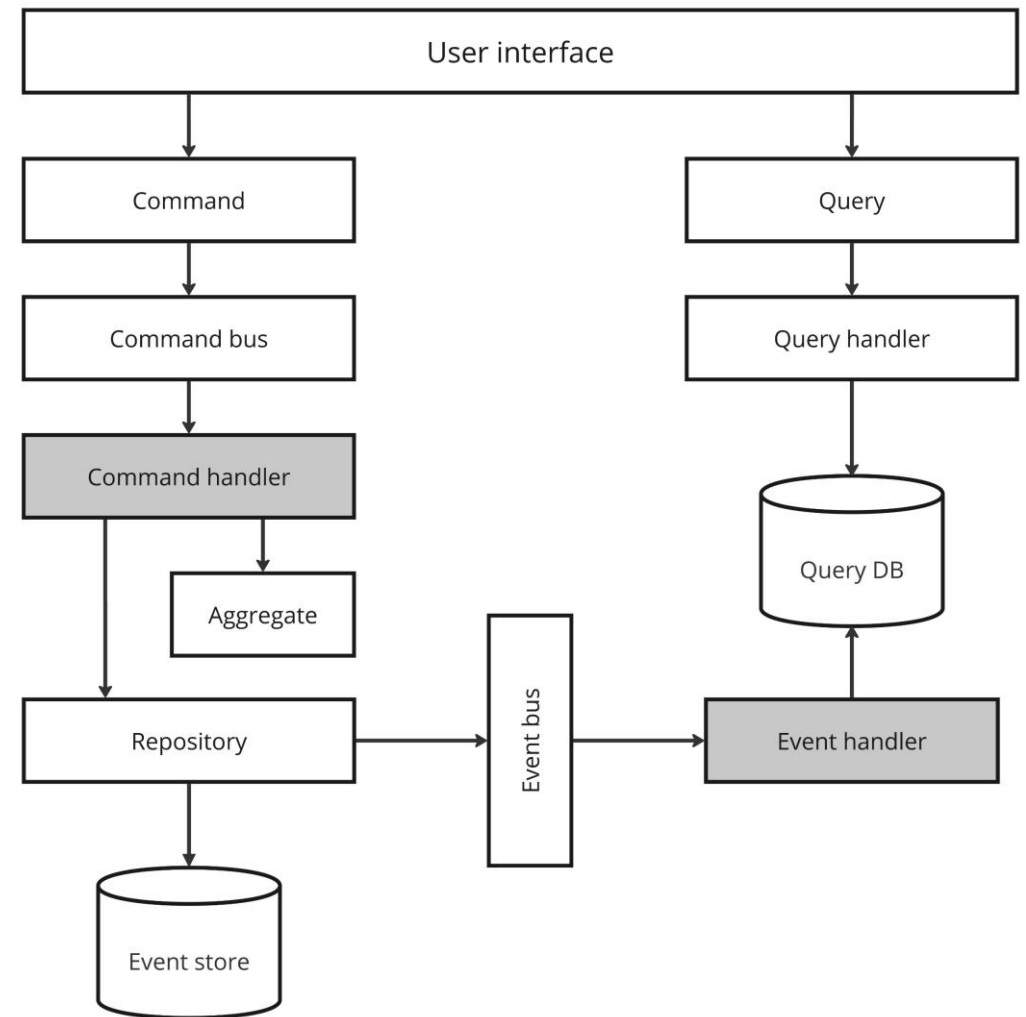 User interface
Command
Query
Command bus
Query handler
Command handler
Query DB
Aggregate
Repository
Event bus
Event handler
Event store